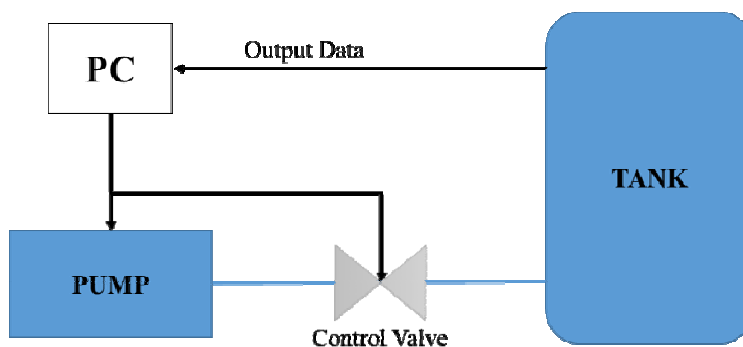 Output Data
PC
TANK
PUMP
Control Valve